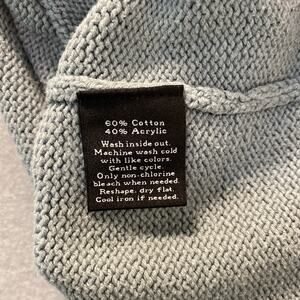 60% Cotton
40% Acrylic
Wash inside out.
Machine wash cold
with like colors.
Gentle cycle.
Only non-chlorine
bleach when needed.
Reshape, dry flat.
Cool iron if needed.